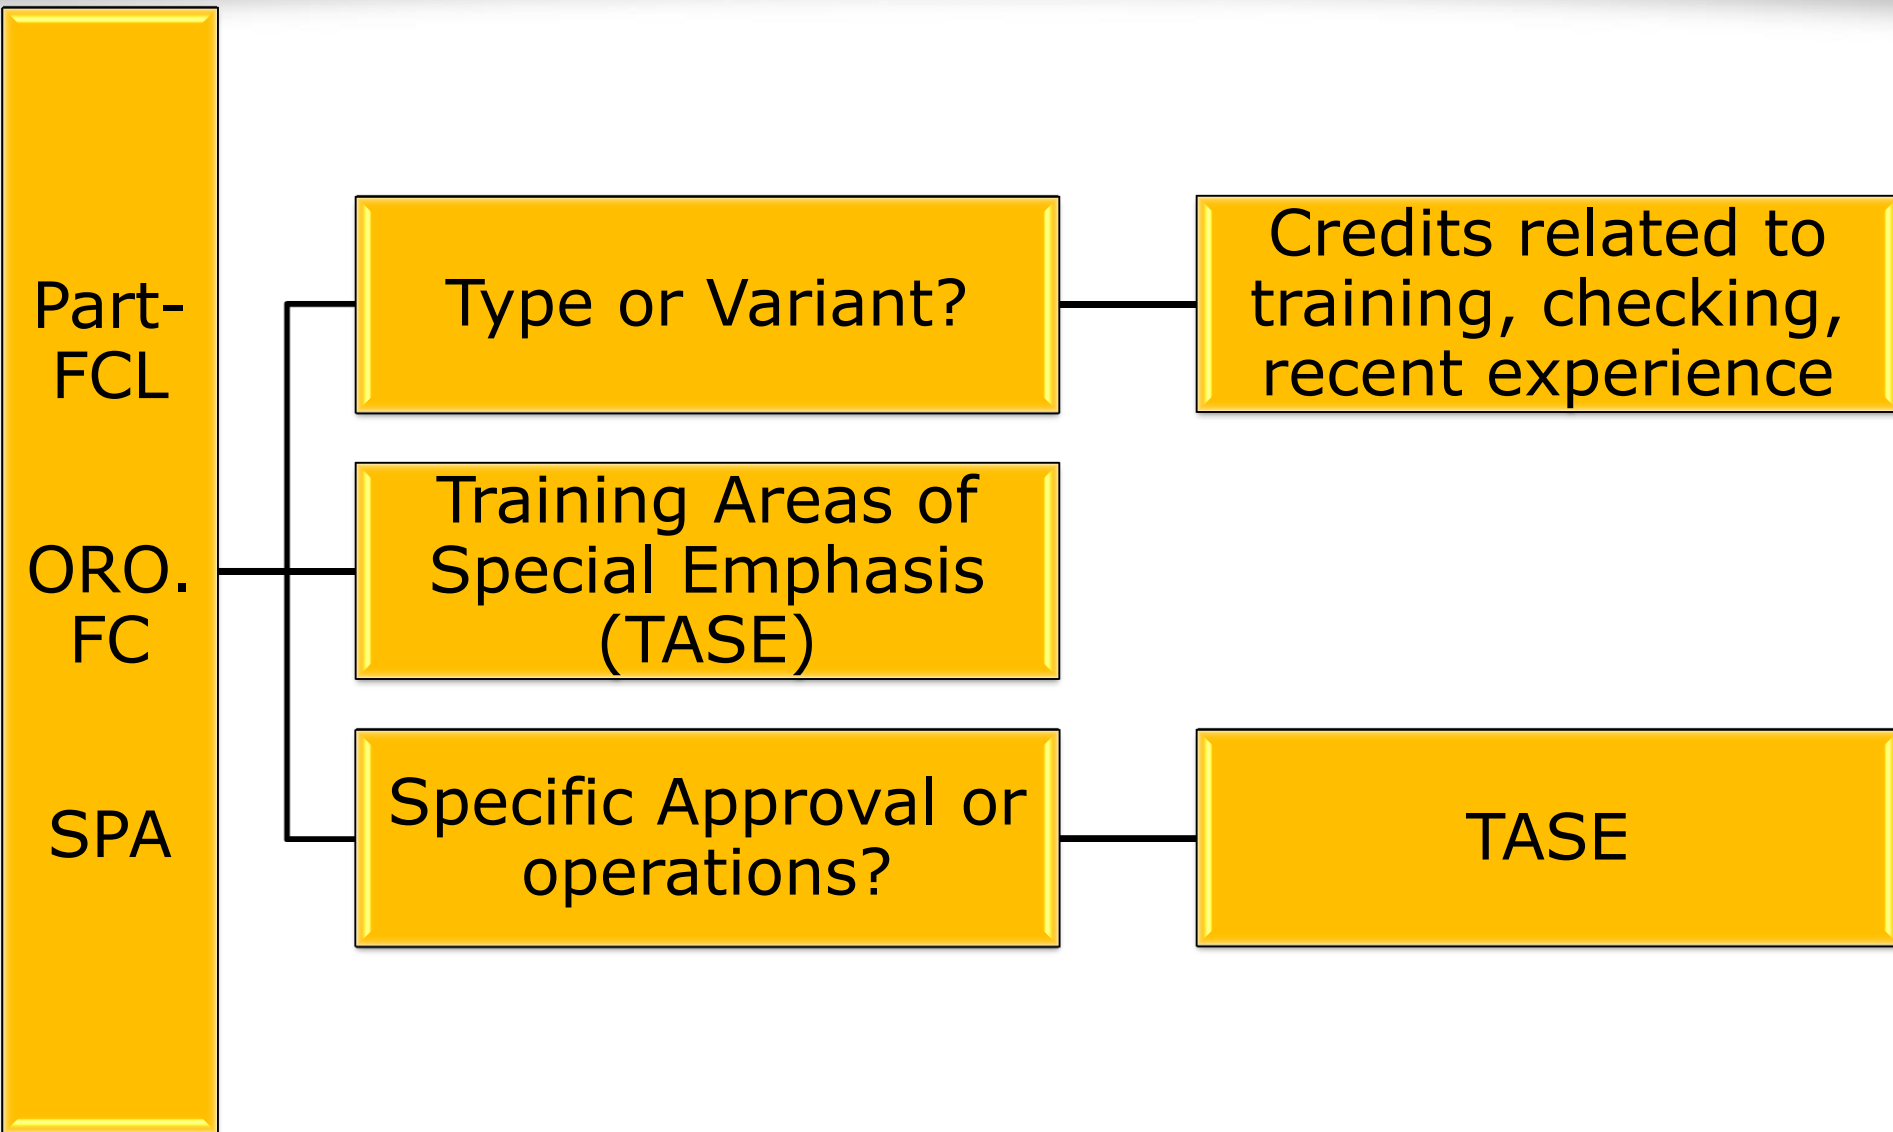 Part-
FCL
ORO.
FC
SPA
Type or Variant?
Credits related to
training, checking,
recent experience
Training Areas of
Special Emphasis
(TASE)
Specific Approval or
operations?
TASE